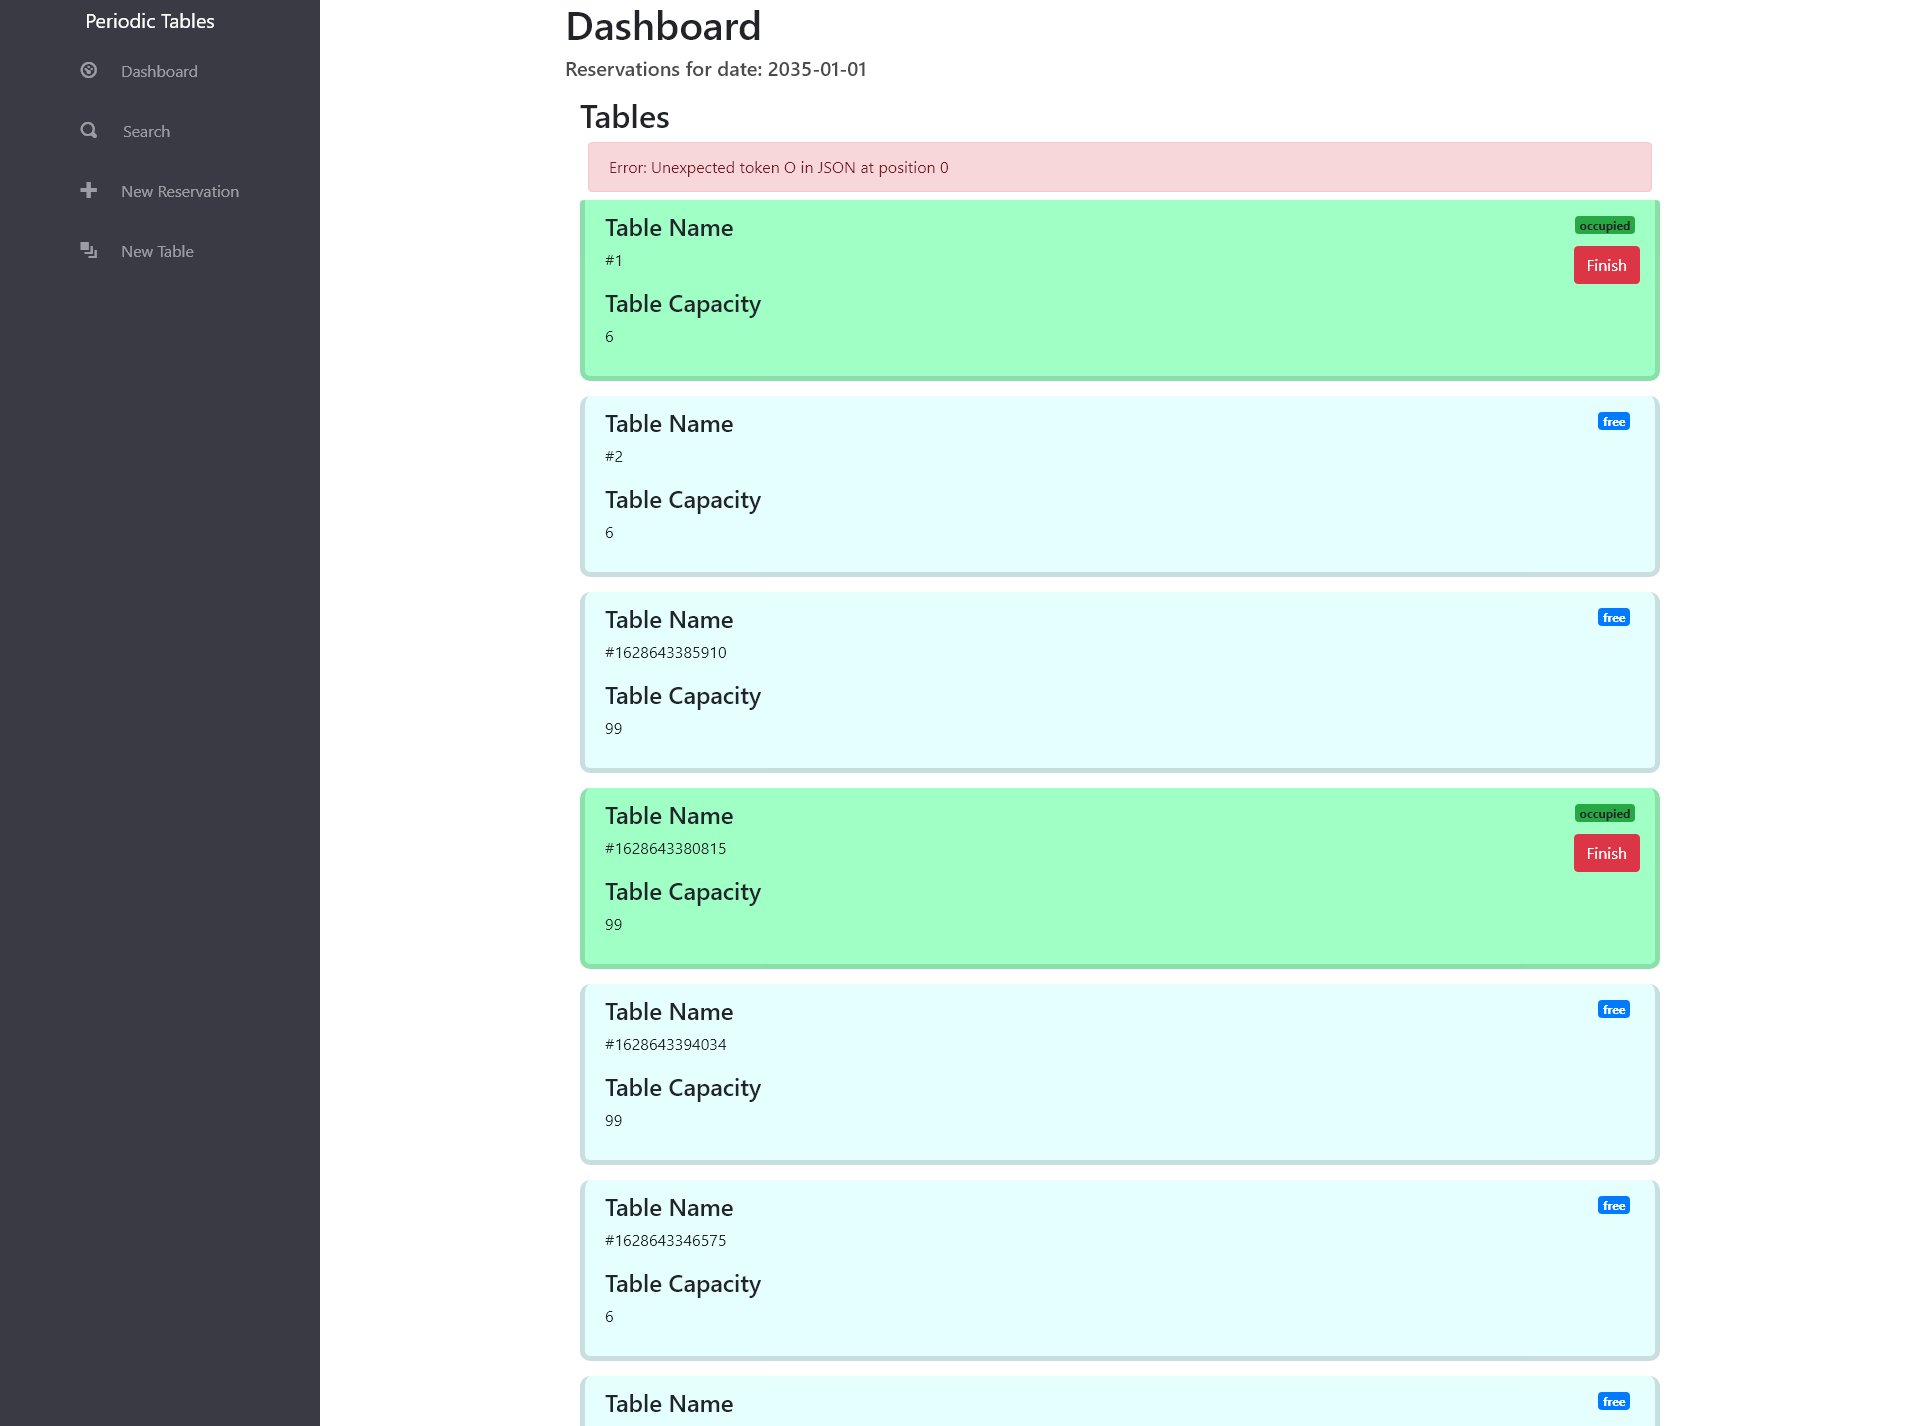 Periodic Tables
Dashboard
Search
New Reservation
New Table
Dashboard
Reservations for date: 2035-01-01
Tables
Error: Unexpected token O in JSON at position 0
Table Name
occupied
#1
Finish
Table Capacity
6
Table Name
free
#2
Table Capacity
6
Table Name
free
#1628643385910
Table Capacity
99
Table Name
occupied
#1628643380815
Finish
Table Capacity
99
Table Name
free
#1628643394034
Table Capacity
99
Table Name
free
#1628643346575
Table Capacity
6
Table Name
free